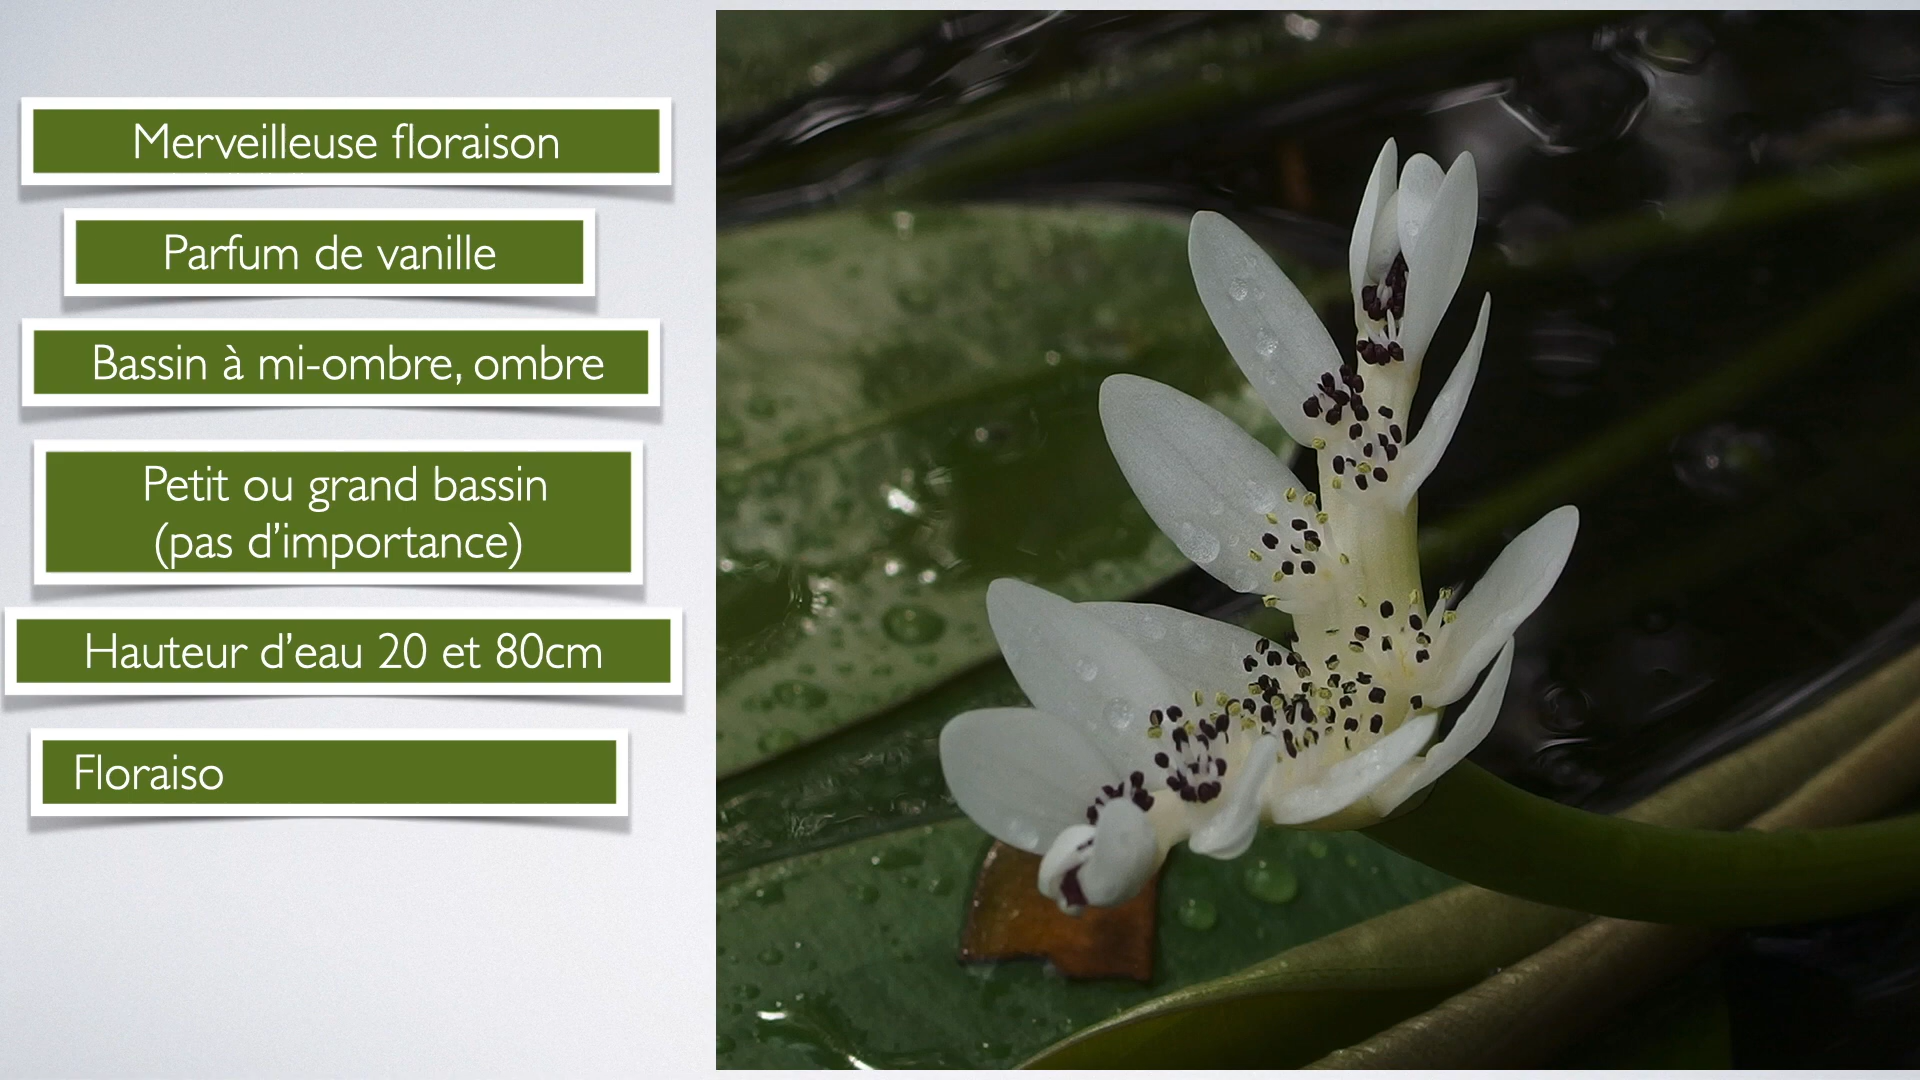 Merveilleuse floraison
Parfum de vanille
Bassin à mi-ombre, ombre
Petit ou grand bassin
(pas d’importance)
Hauteur d’eau 20 et 80cm
Floraiso